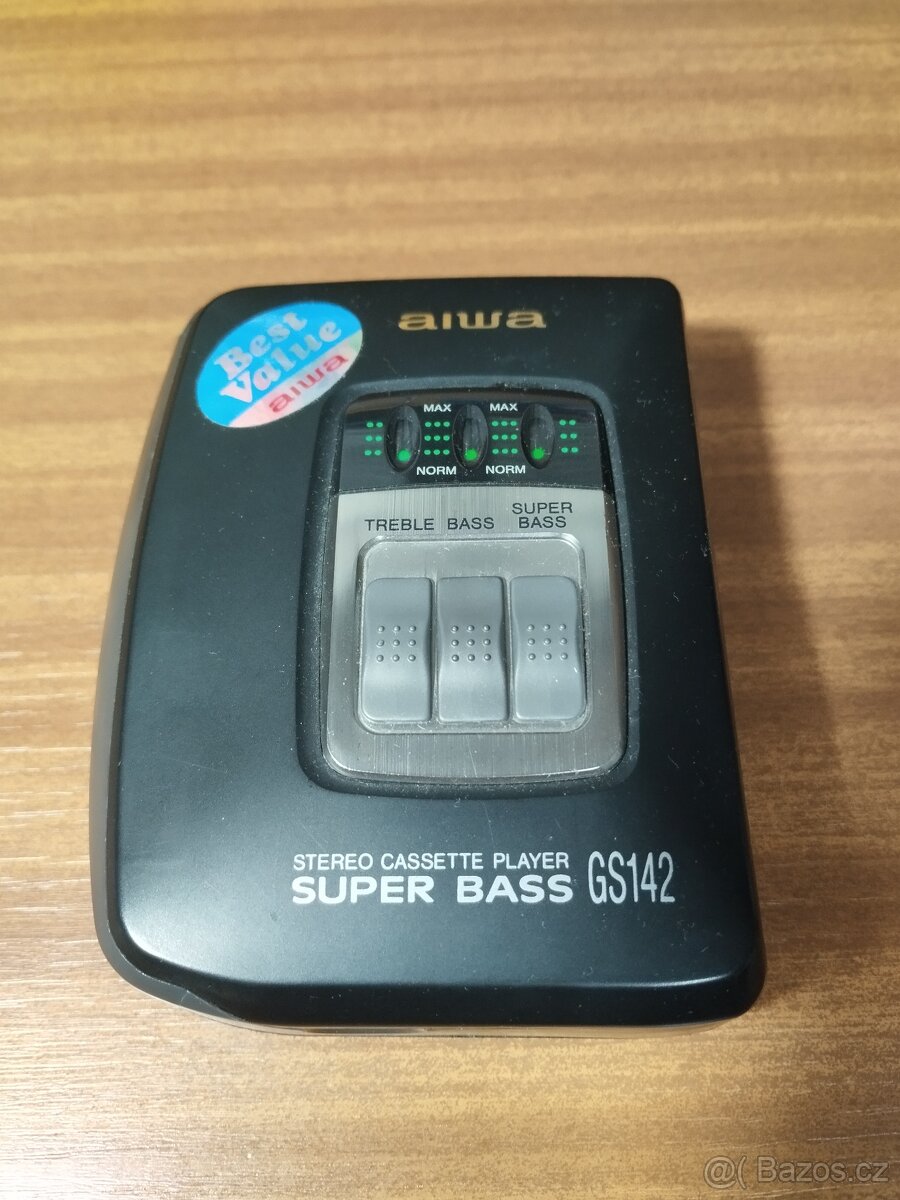 aiwa
Best
Value
aiwa
MAX MAX
NORM NORM
TREBLE BASS SUPER BASS
STEREO CASSETTE PLAYER
SUPER BASS GS142
@( Bazos.cz